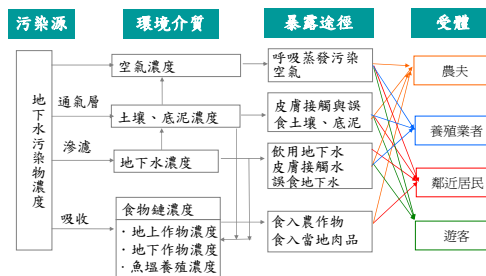 污染源
環境介質
暴露途徑
受體
地下水污染物濃度
通氣層
滲濾
吸收
空氣濃度
土壤、底泥濃度
地下水濃度
食物鏈濃度
·地上作物濃度
·地下作物濃度
·魚塭養殖濃度
呼吸蒸發污染
空氣
皮膚接觸與誤
食土壤、底泥
飲用地下水
皮膚接觸水
誤食地下水
食入農作物
食入當地肉品
農夫
養殖業者
鄰近居民
遊客